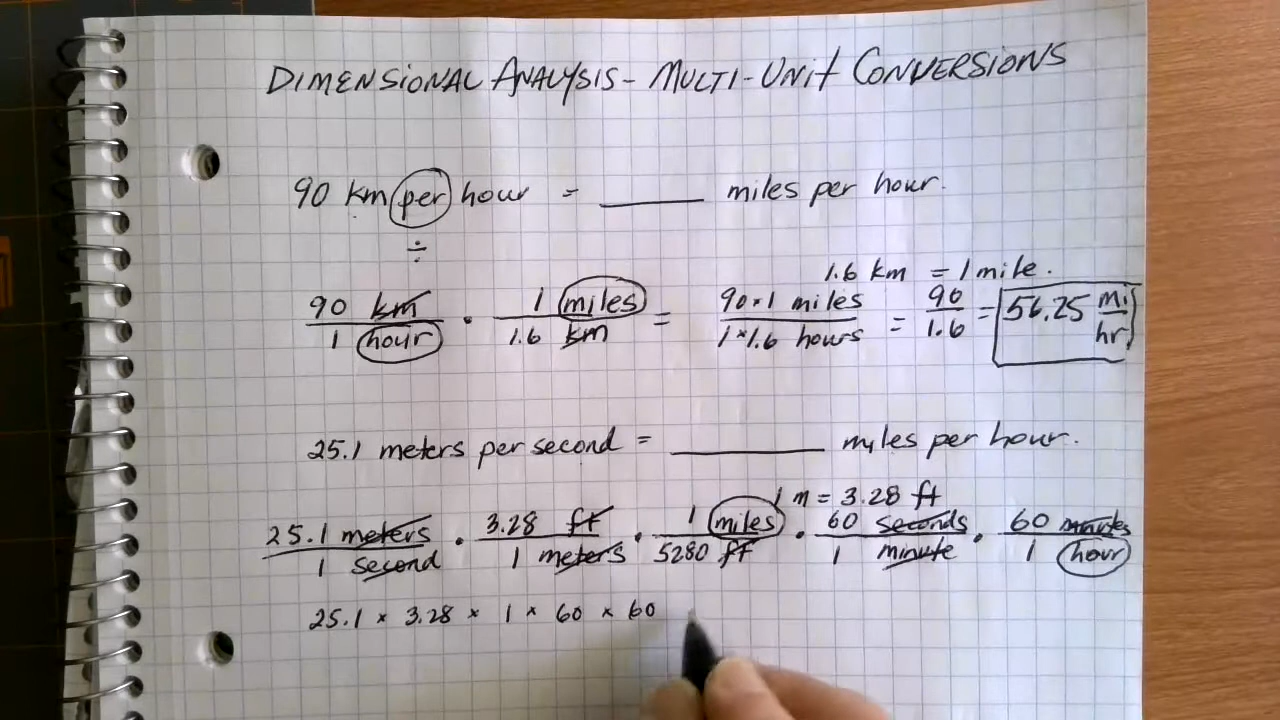 DIMENSIONAL ANALYSIS - MULTI-UNIT CONVERSIONS
90 km per hour = ______ miles per hour.
÷
1.6 km = 1 mile.
90 km / 1 hour · 1 miles / 1.6 km = 90×1 miles / 1×1.6 hours = 90 / 1.6 = 56.25 mi / hr
25.1 meters per second = ______ miles per hour.
1 m = 3.28 ft
25.1 meters / 1 second · 3.28 ft / 1 meters · 1 miles / 5280 ft · 60 seconds / 1 minute · 60 minutes / 1 hour
25.1 × 3.28 × 1 × 60 × 60